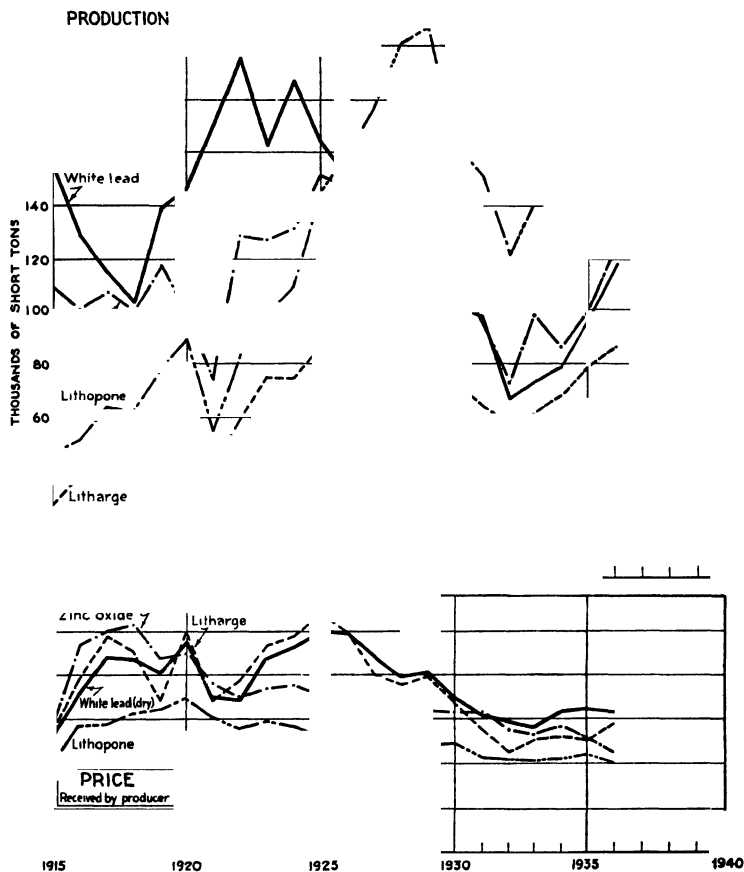 PRODUCTION
White lead
THOUSANDS OF SHORT TONS
140
120
100
80
60
Lithopone
Litharge
Zinc oxide
Litharge
White lead (dry)
Lithopone
PRICE
Received by producer
1915 1920 1925 1930 1935 1940